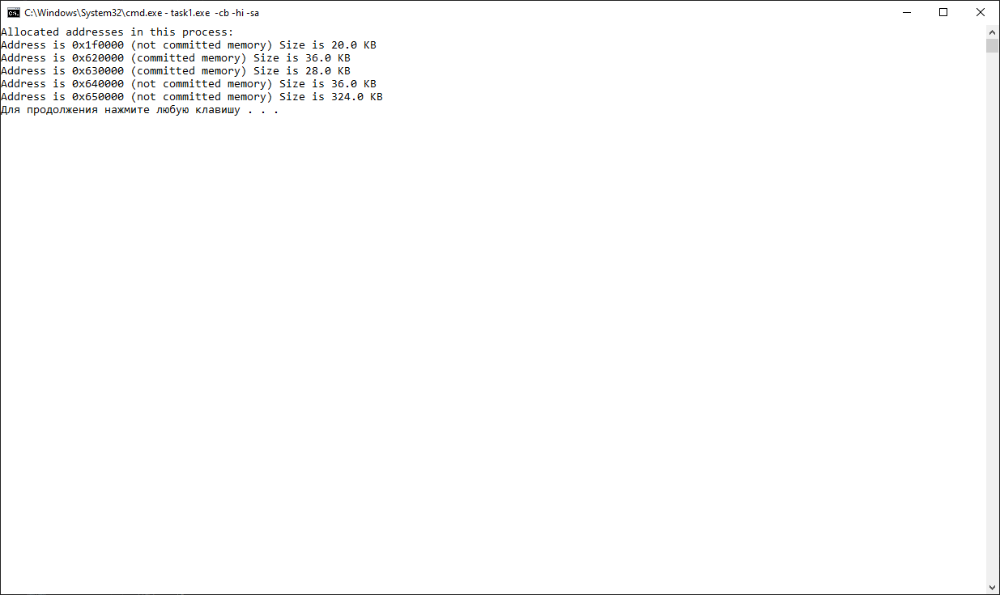 C:\Windows\System32\cmd.exe - task1.exe -cb -hi -sa
Allocated addresses in this process:
Address is 0x1f0000 (not committed memory) Size is 20.0 KB
Address is 0x620000 (committed memory) Size is 36.0 KB
Address is 0x630000 (committed memory) Size is 28.0 KB
Address is 0x640000 (not committed memory) Size is 36.0 KB
Address is 0x650000 (not committed memory) Size is 324.0 KB
Для продолжения нажмите любую клавишу . . .